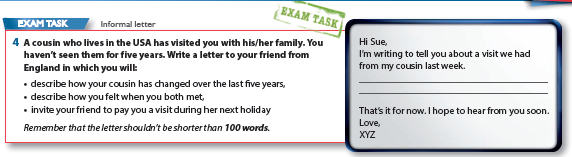 EXAM TASK
Informal letter
EXAM TASK
4 A cousin who lives in the USA has visited you with his/her family. You
haven't seen them for five years. Write a letter to your friend from
England in which you will:
• describe how your cousin has changed over the last five years,
• describe how you felt when you both met,
• invite your friend to pay you a visit during her next holiday
Remember that the letter shouldn't be shorter than 100 words.
Hi Sue,
I'm writing to tell you about a visit we had
from my cousin last week.
That's it for now. I hope to hear from you soon.
Love,
XYZ